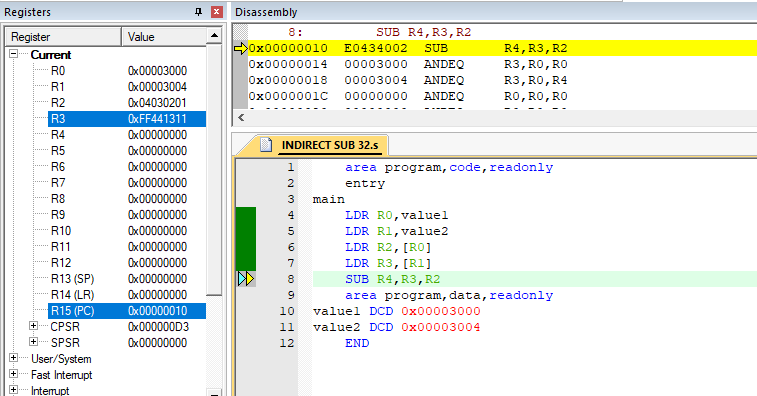 Registers
Register Value
Current
R0 0x00003000
R1 0x00003004
R2 0x04030201
R3 0xFF441311
R4 0x00000000
R5 0x00000000
R6 0x00000000
R7 0x00000000
R8 0x00000000
R9 0x00000000
R10 0x00000000
R11 0x00000000
R12 0x00000000
R13 (SP) 0x00000000
R14 (LR) 0x00000000
R15 (PC) 0x00000010
CPSR 0x000000D3
SPSR 0x00000000
User/System
Fast Interrupt
Interrupt
Disassembly
8: SUB R4,R3,R2
0x00000010 E0434002 SUB R4,R3,R2
0x00000014 00003000 ANDEQ R3,R0,R0
0x00000018 00003004 ANDEQ R3,R0,R4
0x0000001C 00000000 ANDEQ R0,R0,R0
INDIRECT SUB 32.s
1 area program,code,readonly
2 entry
3 main
4 LDR R0,value1
5 LDR R1,value2
6 LDR R2,[R0]
7 LDR R3,[R1]
8 SUB R4,R3,R2
9 area program,data,readonly
10 value1 DCD 0x00003000
11 value2 DCD 0x00003004
12 END